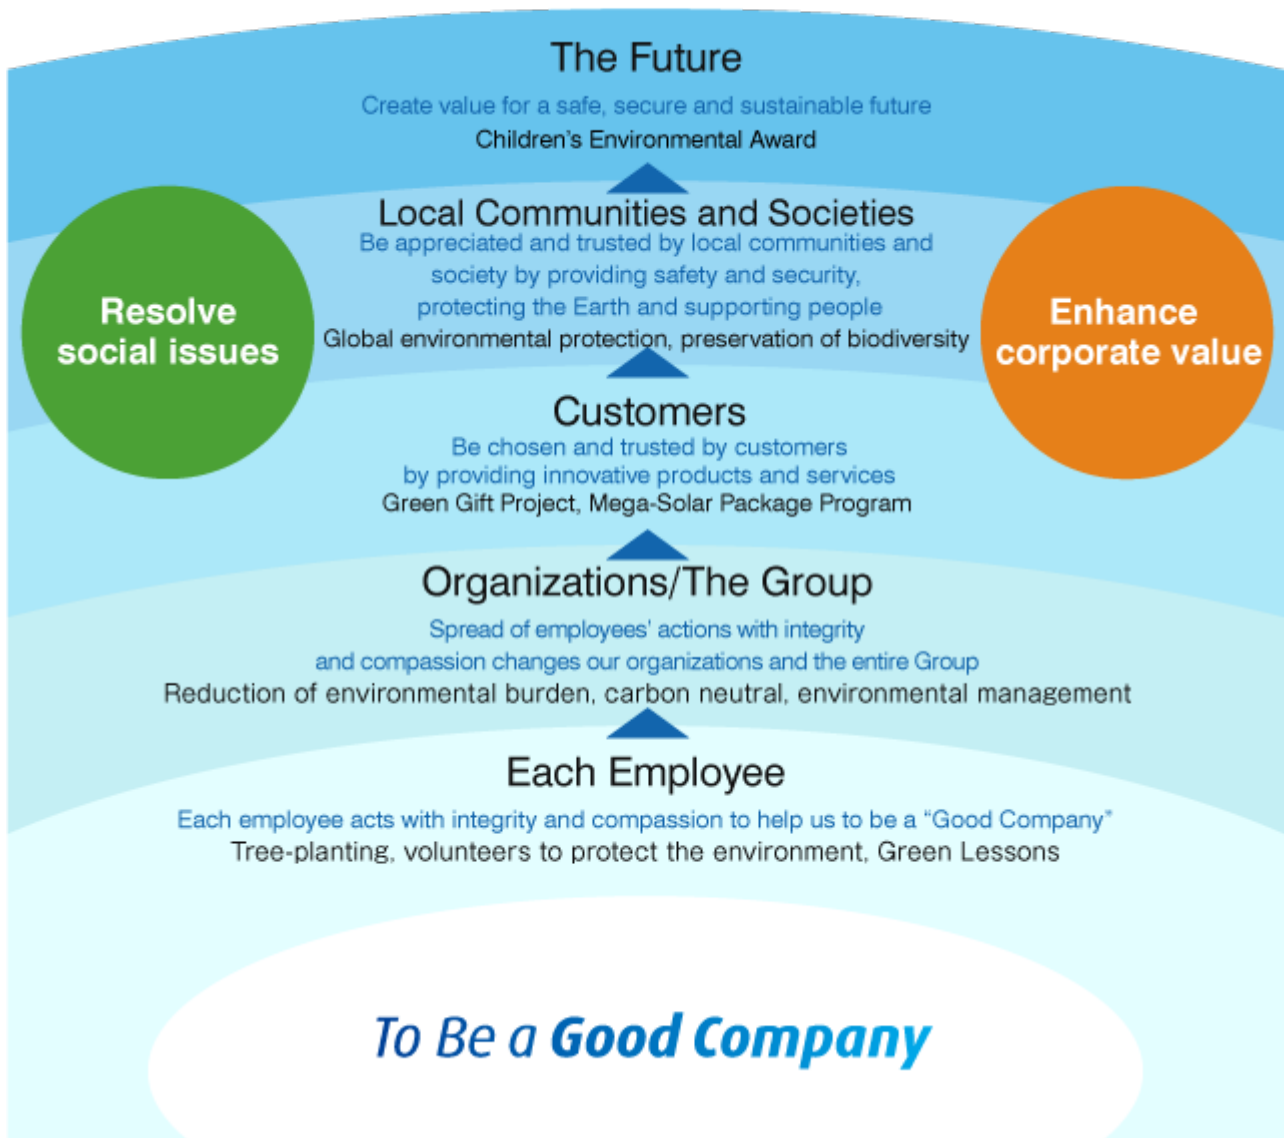 The Future
Create value for a safe, secure and sustainable future
Children’s Environmental Award
Local Communities and Societies
Be appreciated and trusted by local communities and
society by providing safety and security,
protecting the Earth and supporting people
Global environmental protection, preservation of biodiversity
Resolve
social issues
Enhance
corporate value
Customers
Be chosen and trusted by customers
by providing innovative products and services
Green Gift Project, Mega-Solar Package Program
Organizations/The Group
Spread of employees’ actions with integrity
and compassion changes our organizations and the entire Group
Reduction of environmental burden, carbon neutral, environmental management
Each Employee
Each employee acts with integrity and compassion to help us to be a “Good Company”
Tree-planting, volunteers to protect the environment, Green Lessons
To Be a Good Company